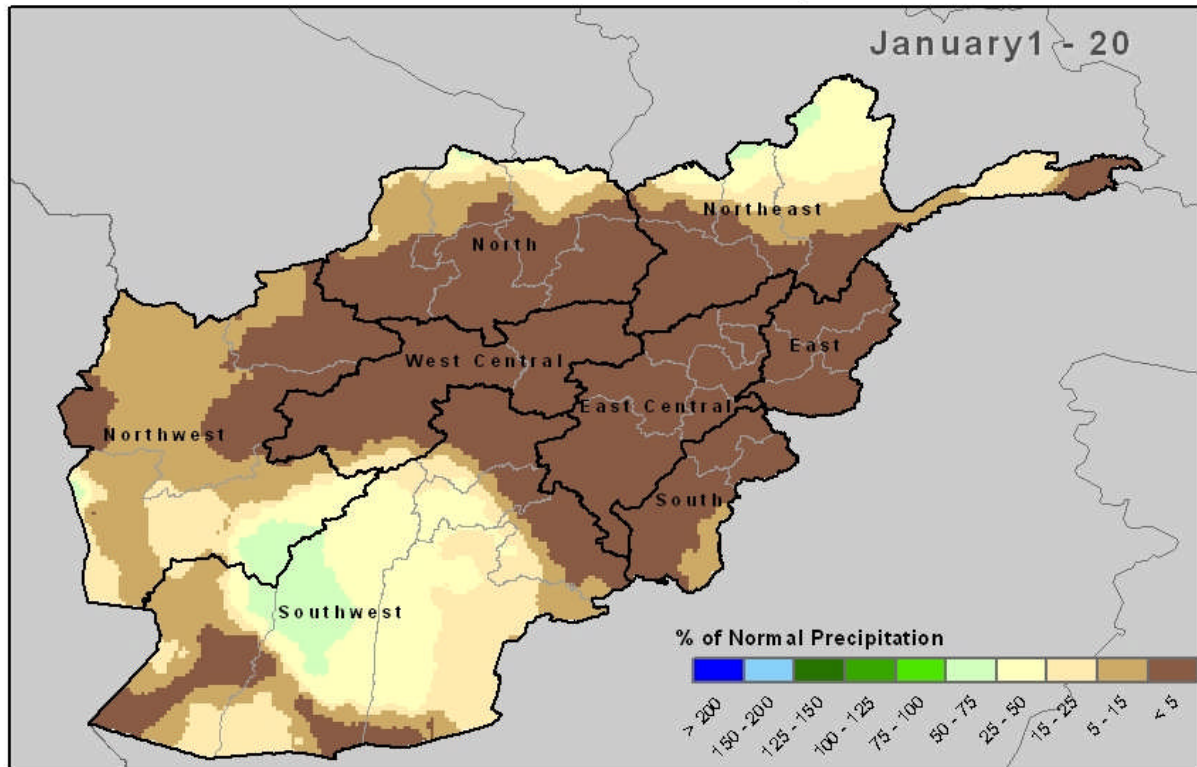 January1 - 20
Northeast
North
West Central
East
East Central
Northwest
South
Southwest
% of Normal Precipitation
> 200
150 - 200
125 - 150
100 - 125
75 - 100
50 - 75
25 - 50
15 - 25
5 - 15
< 5